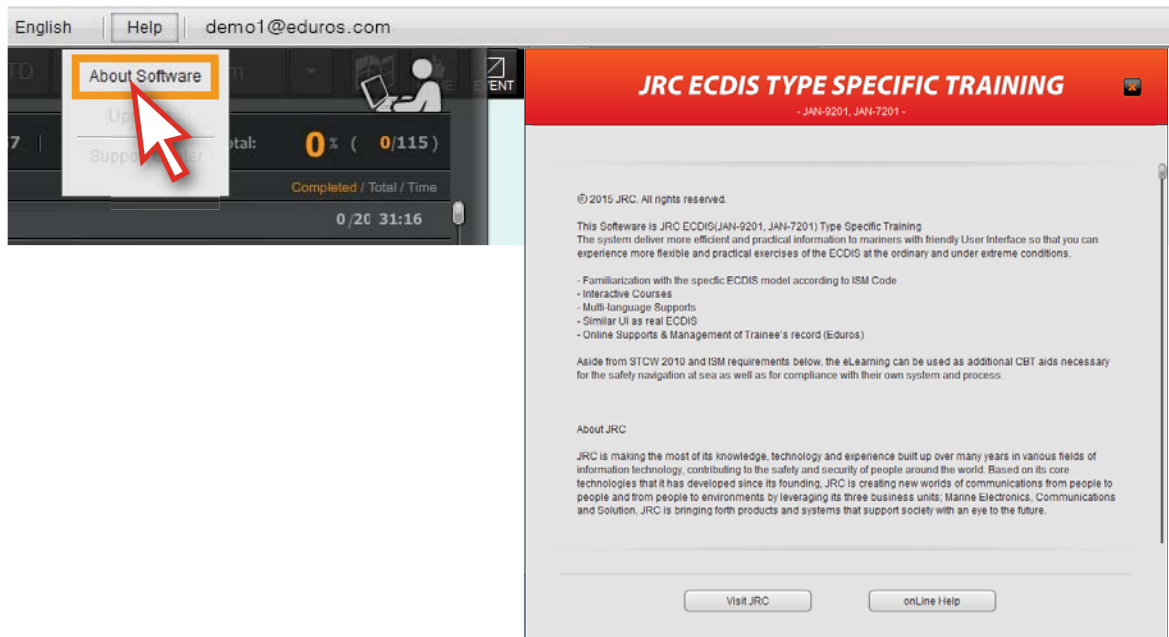 English Help demo1@eduros.com
About Software
EVENT
Total: 0 % ( 0/115 )
Completed / Total / Time
0/20 31:16
JRC ECDIS TYPE SPECIFIC TRAINING
- JAN-9201, JAN-7201 -
© 2015 JRC. All rights reserved.
This Softeware is JRC ECDIS(JAN-9201, JAN-7201) Type Specific Training
The system deliver more efficient and practical information to mariners with friendly User Interface so that you can
experience more flexible and practical exercises of the ECDIS at the ordinary and under extreme conditions.
- Familiarization with the specfic ECDIS model according to ISM Code
- Interactive Courses
- Multi-language Supports
- Similar UI as real ECDIS
- Online Supports & Management of Trainee's record (Eduros)
Aside from STCW 2010 and ISM requirements below, the eLearning can be used as additional CBT aids necessary
for the safety navigation at sea as well as for compliance with their own system and process.
About JRC
JRC is making the most of its knowledge, technology and experience built up over many years in various fields of
information technology, contributing to the safety and security of people around the world. Based on its core
technologies that it has developed since its founding, JRC is creating new worlds of communications from people to
people and from people to environments by leveraging its three business units; Marine Electronics, Communications
and Solution. JRC is bringing forth products and systems that support society with an eye to the future.
Visit JRC onLine Help